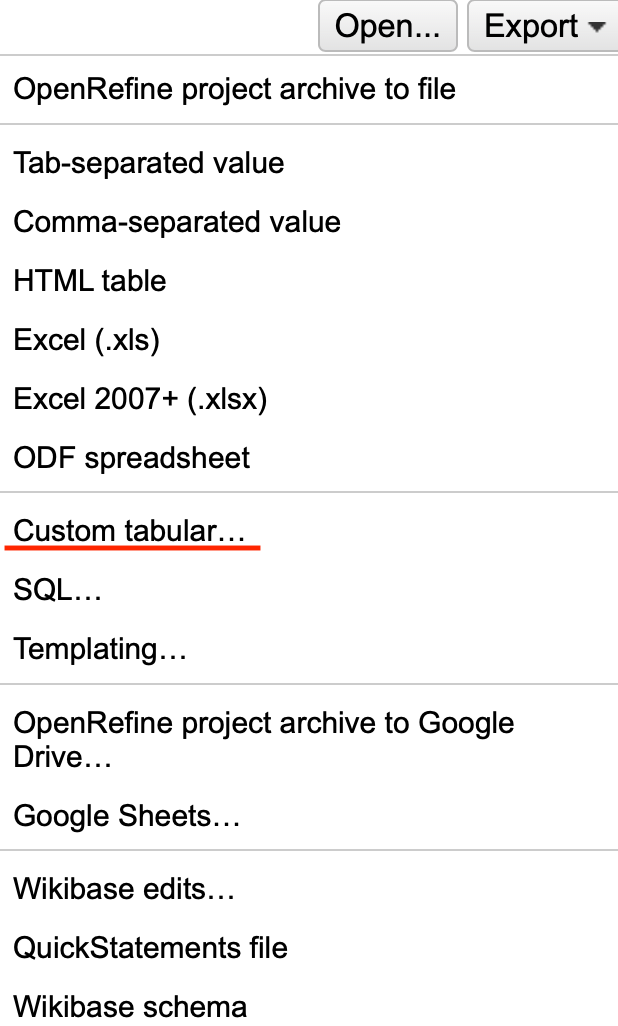 Open...
Export
OpenRefine project archive to file
Tab-separated value
Comma-separated value
HTML table
Excel (.xls)
Excel 2007+ (.xlsx)
ODF spreadsheet
Custom tabular…
SQL…
Templating…
OpenRefine project archive to Google
Drive…
Google Sheets…
Wikibase edits…
QuickStatements file
Wikibase schema